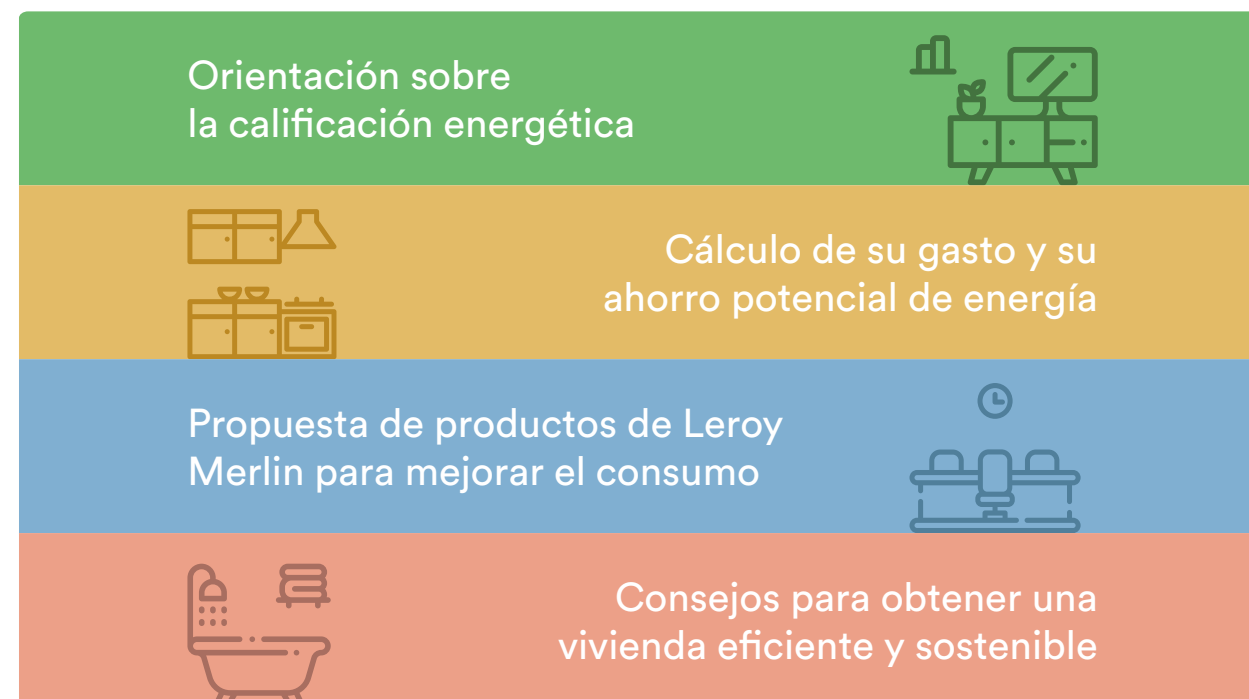 Orientación sobre
la calificación energética
Cálculo de su gasto y su
ahorro potencial de energía
Propuesta de productos de Leroy
Merlin para mejorar el consumo
Consejos para obtener una
vivienda eficiente y sostenible